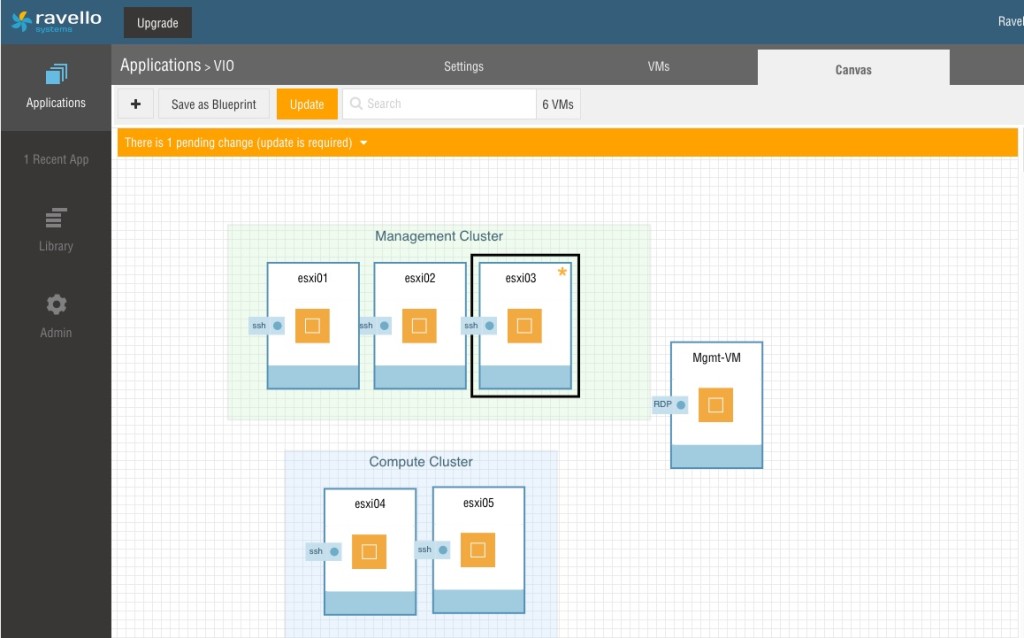 ravello
systems
Upgrade
Ravel
Applications
1 Recent App
Library
Admin
Applications > VIO
Settings
VMs
Canvas
+
Save as Blueprint
Update
Search
6 VMs
There is 1 pending change (update is required)
Management Cluster
esxi01
esxi02
esxi03
*
ssh
ssh
ssh
Mgmt-VM
RDP
Compute Cluster
esxi04
esxi05
ssh
ssh